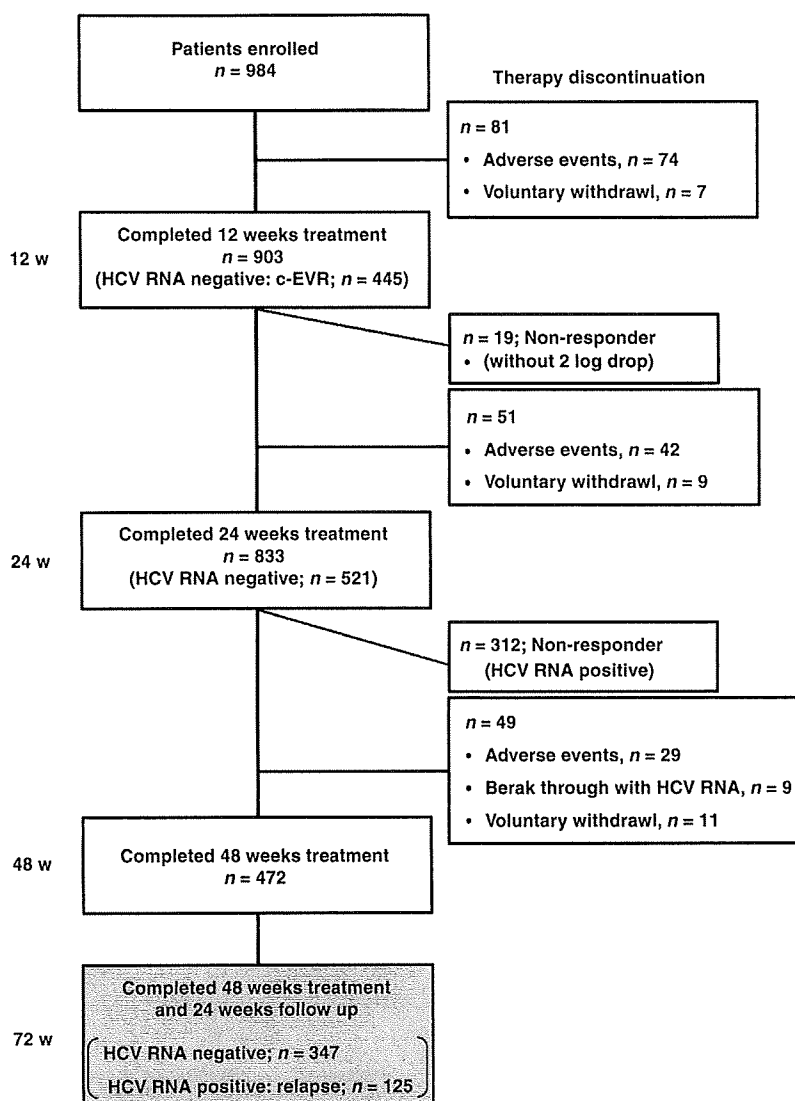 Patients enrolled
n = 984
Therapy discontinuation
n = 81
• Adverse events, n = 74
• Voluntary withdrawl, n = 7
12 w
Completed 12 weeks treatment
n = 903
(HCV RNA negative: c-EVR; n = 445)
n = 19; Non-responder
• (without 2 log drop)
n = 51
• Adverse events, n = 42
• Voluntary withdrawl, n = 9
24 w
Completed 24 weeks treatment
n = 833
(HCV RNA negative; n = 521)
n = 312; Non-responder
(HCV RNA positive)
n = 49
• Adverse events, n = 29
• Berak through with HCV RNA, n = 9
• Voluntary withdrawl, n = 11
48 w
Completed 48 weeks treatment
n = 472
72 w
Completed 48 weeks treatment
and 24 weeks follow up
HCV RNA negative; n = 347
HCV RNA positive: relapse; n = 125